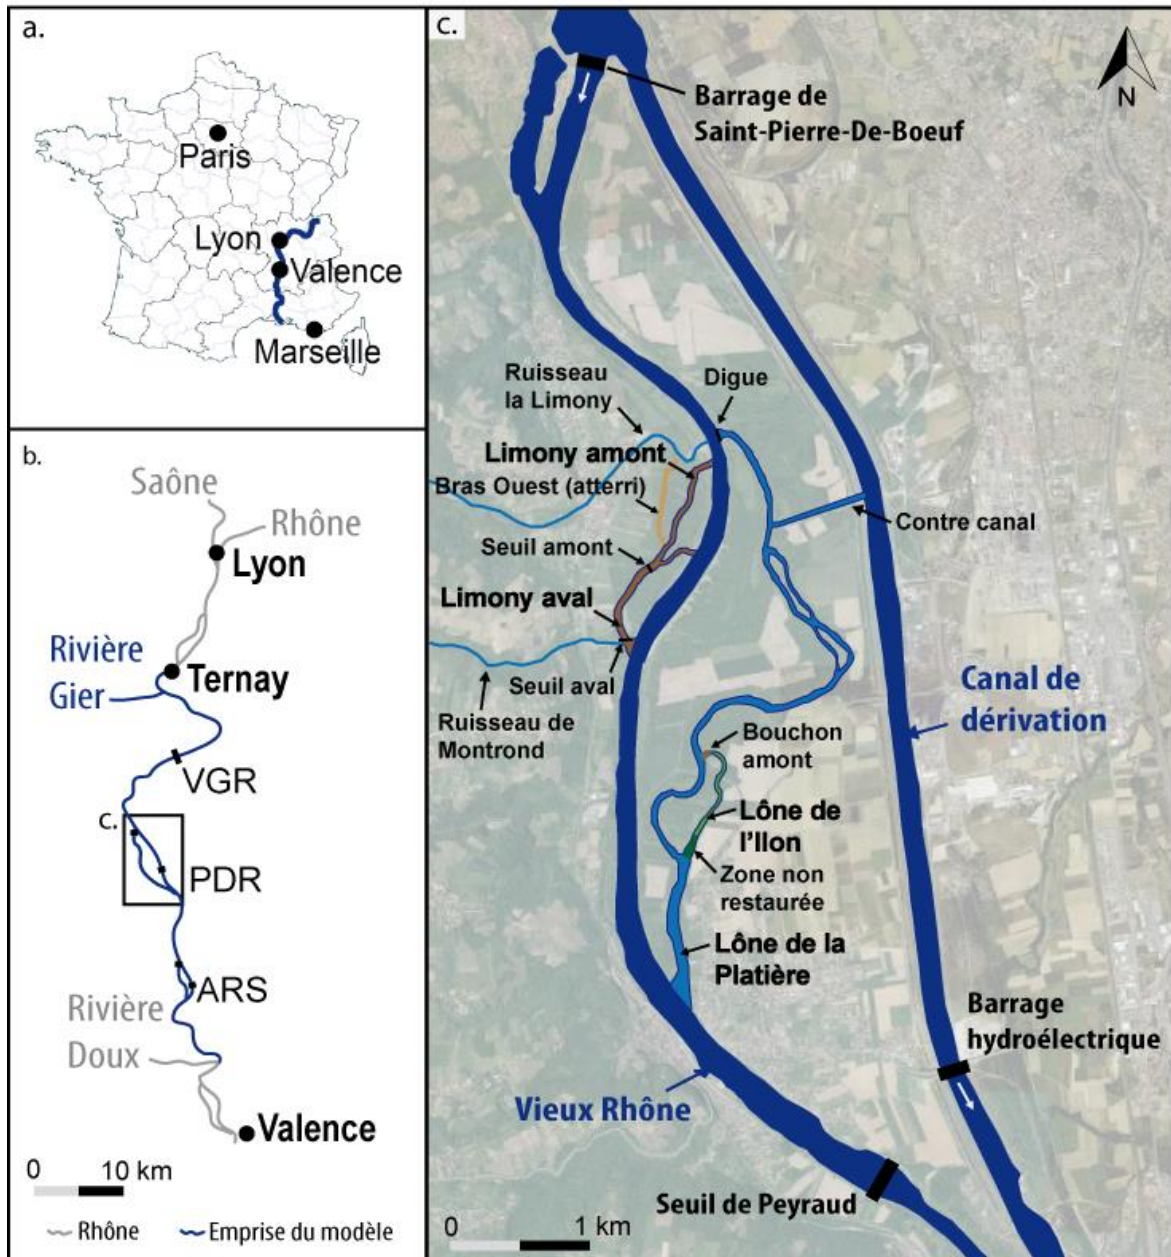 a.
Paris
Lyon
Valence
Marseille
b.
Saône
Rhône
Lyon
Rivière
Gier
Ternay
VGR
c.
PDR
ARS
Rivière
Doux
Valence
0 10 km
Rhône
Emprise du modèle
c.
N
Barrage de
Saint-Pierre-De-Boeuf
Ruisseau
la Limony
Digue
Limony amont
Bras Ouest (atterri)
Contre canal
Seuil amont
Limony aval
Seuil aval
Ruisseau de
Montrond
Canal de
dérivation
Bouchon
amont
Lône de
l'Ilon
Zone non
restaurée
Lône de la
Platière
Barrage
hydroélectrique
Vieux Rhône
Seuil de Peyraud
0 1 km